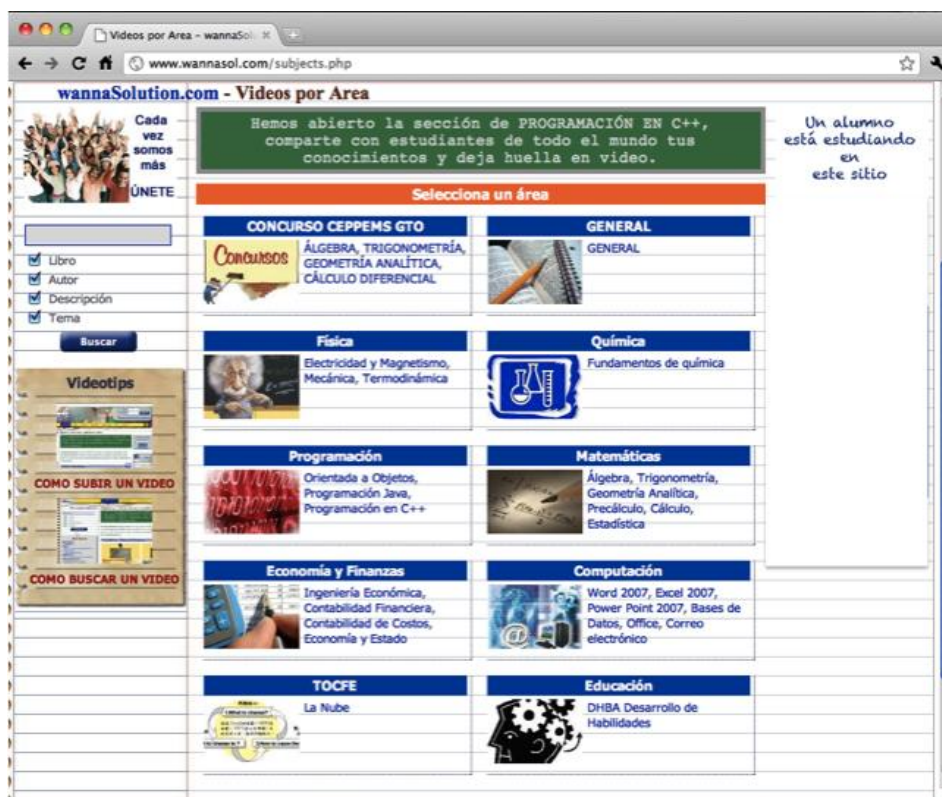 Videos por Area - wannaSol
www.wannasol.com/subjects.php
wannaSolution.com - Videos por Area
Cada
vez
somos
más
ÚNETE
Libro
Autor
Descripción
Tema
Buscar
Videotips
COMO SUBIR UN VIDEO
COMO BUSCAR UN VIDEO
Hemos abierto la sección de PROGRAMACIÓN EN C++,
comparte con estudiantes de todo el mundo tus
conocimientos y deja huella en video.
Selecciona un área
CONCURSO CEPPEMS GTO
Concursos
ÁLGEBRA, TRIGONOMETRÍA,
GEOMETRÍA ANALÍTICA,
CÁLCULO DIFERENCIAL
GENERAL
GENERAL
Física
Electricidad y Magnetismo,
Mecánica, Termodinámica
Química
Fundamentos de química
Programación
Orientada a Objetos,
Programación Java,
Programación en C++
Matemáticas
Álgebra, Trigonometría,
Geometría Analítica,
Precálculo, Cálculo,
Estadística
Economía y Finanzas
Ingeniería Económica,
Contabilidad Financiera,
Contabilidad de Costos,
Economía y Estado
Computación
Word 2007, Excel 2007,
Power Point 2007, Bases de
Datos, Office, Correo
electrónico
TOCFE
La Nube
Educación
DHBA Desarrollo de
Habilidades
Un alumno
está estudiando
en
este sitio